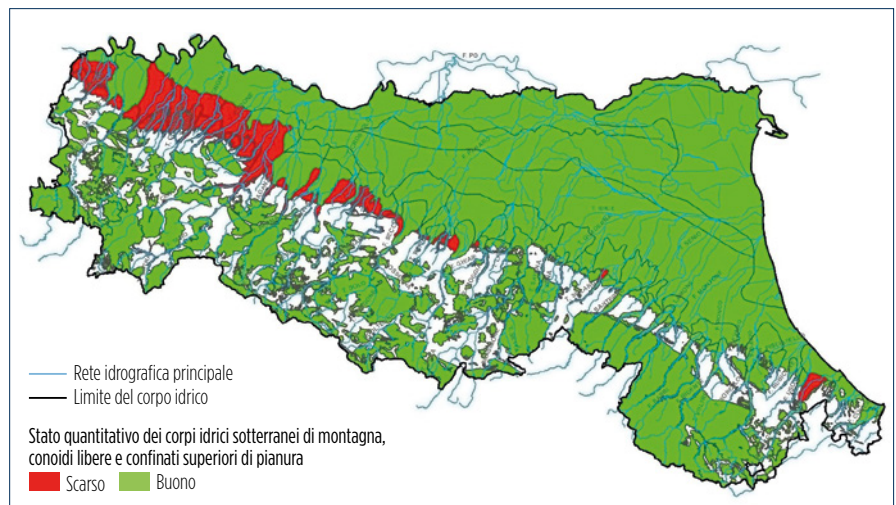 F. PO
Rete idrografica principale
Limite del corpo idrico
Stato quantitativo dei corpi idrici sotterranei di montagna,
conoidi libere e confinati superiori di pianura
Scarso Buono